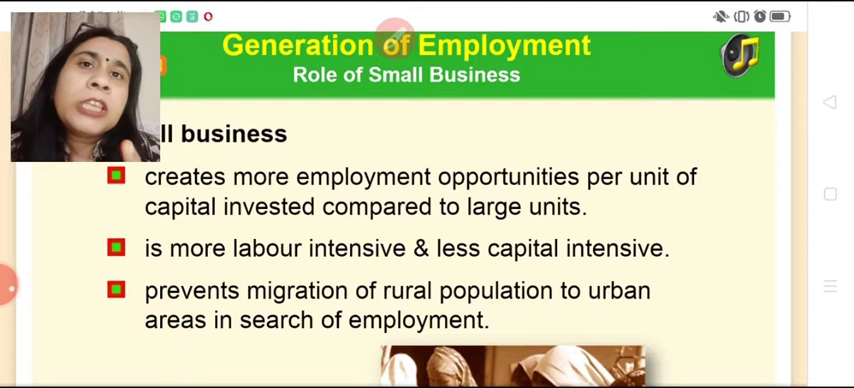 Generation of Employment
Role of Small Business
ll business
creates more employment opportunities per unit of
capital invested compared to large units.
is more labour intensive & less capital intensive.
prevents migration of rural population to urban
areas in search of employment.